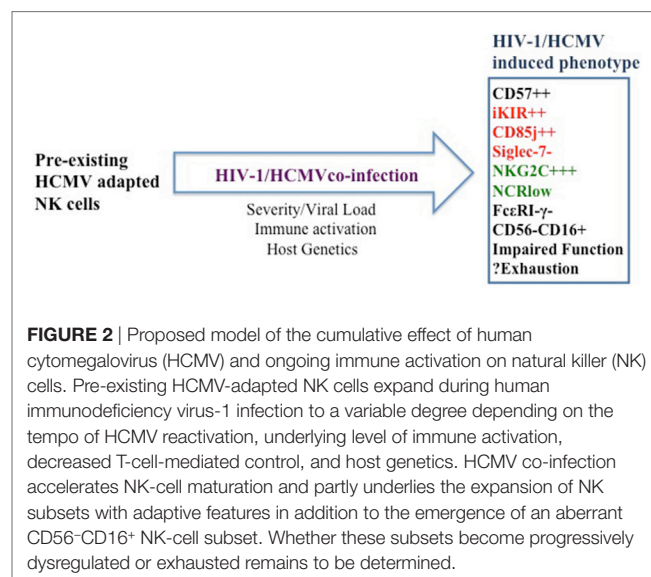 HIV-1/HCMV
induced phenotype
CD57++
iKIR++
CD85j++
Siglec-7-
NKG2C+++
NCRlow
FcεRI-γ-
CD56-CD16+
Impaired Function
?Exhaustion
Pre-existing
HCMV adapted
NK cells
HIV-1/HCMVco-infection
Severity/Viral Load
Immune activation
Host Genetics
FIGURE 2 | Proposed model of the cumulative effect of human
cytomegalovirus (HCMV) and ongoing immune activation on natural killer (NK)
cells. Pre-existing HCMV-adapted NK cells expand during human
immunodeficiency virus-1 infection to a variable degree depending on the
tempo of HCMV reactivation, underlying level of immune activation,
decreased T-cell-mediated control, and host genetics. HCMV co-infection
accelerates NK-cell maturation and partly underlies the expansion of NK
subsets with adaptive features in addition to the emergence of an aberrant
CD56⁻CD16⁺ NK-cell subset. Whether these subsets become progressively
dysregulated or exhausted remains to be determined.